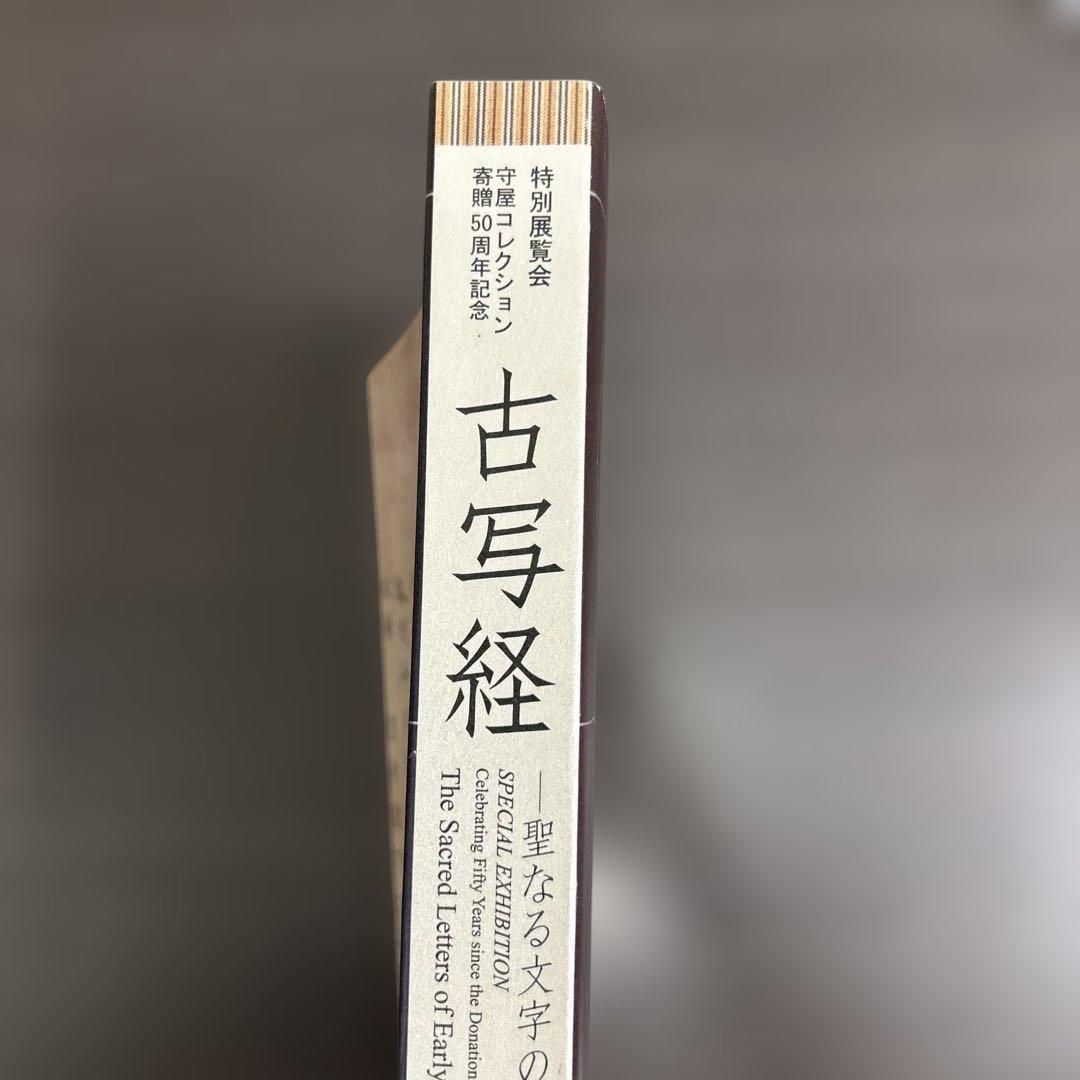 特別展覧会
守屋コレクション
寄贈50周年記念
古写経
―聖なる文字の
SPECIAL EXHIBITION
Celebrating Fifty Years since the Donation
The Sacred Letters of Early